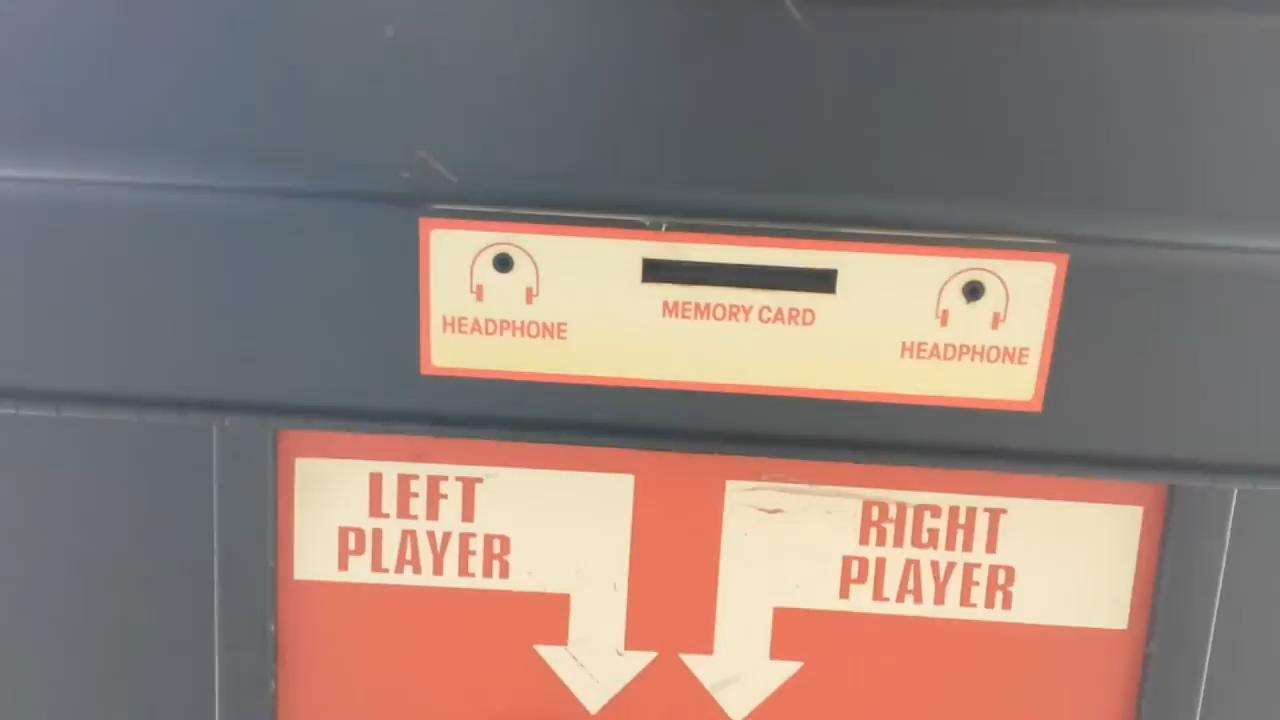 HEADPHONE
MEMORY CARD
HEADPHONE
LEFT
PLAYER
RIGHT
PLAYER